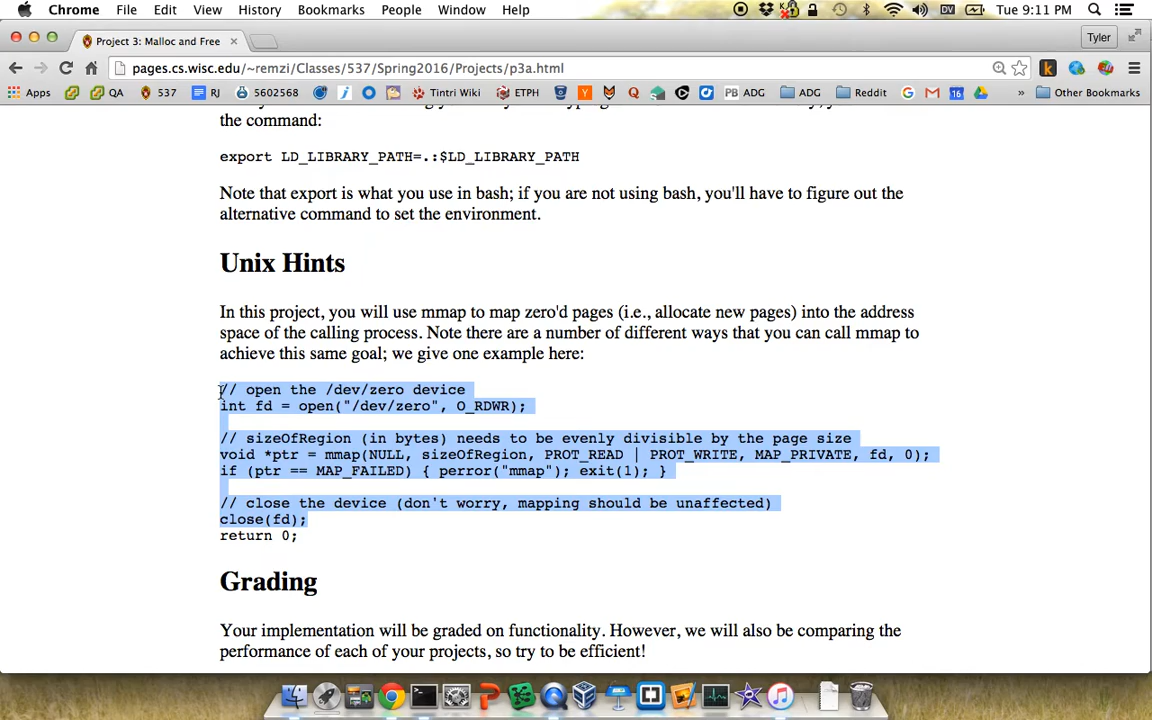 Chrome File Edit View History Bookmarks People Window Help DV Tue 9:11 PM
Project 3: Malloc and Free Tyler
pages.cs.wisc.edu/~remzi/Classes/537/Spring2016/Projects/p3a.html
Apps QA 537 RJ 5602568 Tintri Wiki ETPH PB ADG ADG Reddit 16 » Other Bookmarks
the command:
export LD_LIBRARY_PATH=.:$LD_LIBRARY_PATH
Note that export is what you use in bash; if you are not using bash, you'll have to figure out the
alternative command to set the environment.
Unix Hints
In this project, you will use mmap to map zero'd pages (i.e., allocate new pages) into the address
space of the calling process. Note there are a number of different ways that you can call mmap to
achieve this same goal; we give one example here:
// open the /dev/zero device
int fd = open("/dev/zero", O_RDWR);
// sizeOfRegion (in bytes) needs to be evenly divisible by the page size
void *ptr = mmap(NULL, sizeOfRegion, PROT_READ | PROT_WRITE, MAP_PRIVATE, fd, 0);
if (ptr == MAP_FAILED) { perror("mmap"); exit(1); }
// close the device (don't worry, mapping should be unaffected)
close(fd);
return 0;
Grading
Your implementation will be graded on functionality. However, we will also be comparing the
performance of each of your projects, so try to be efficient!